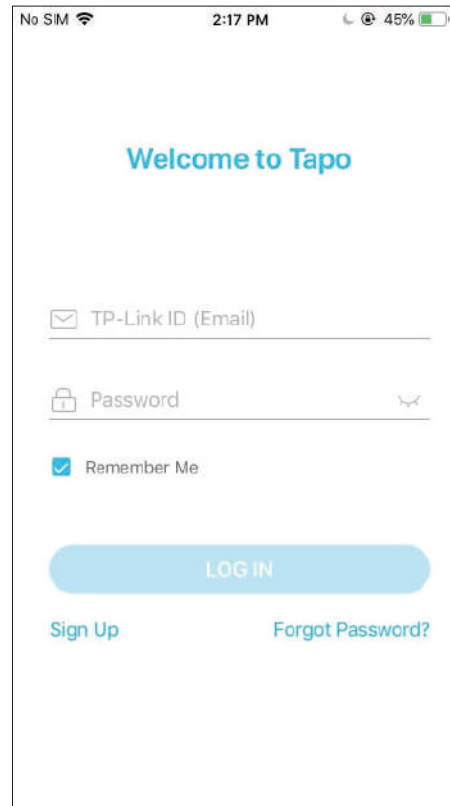 No SIM 2:17 PM 45%
Welcome to Tapo
TP-Link ID (Email)
Password
Remember Me
LOG IN
Sign Up Forgot Password?